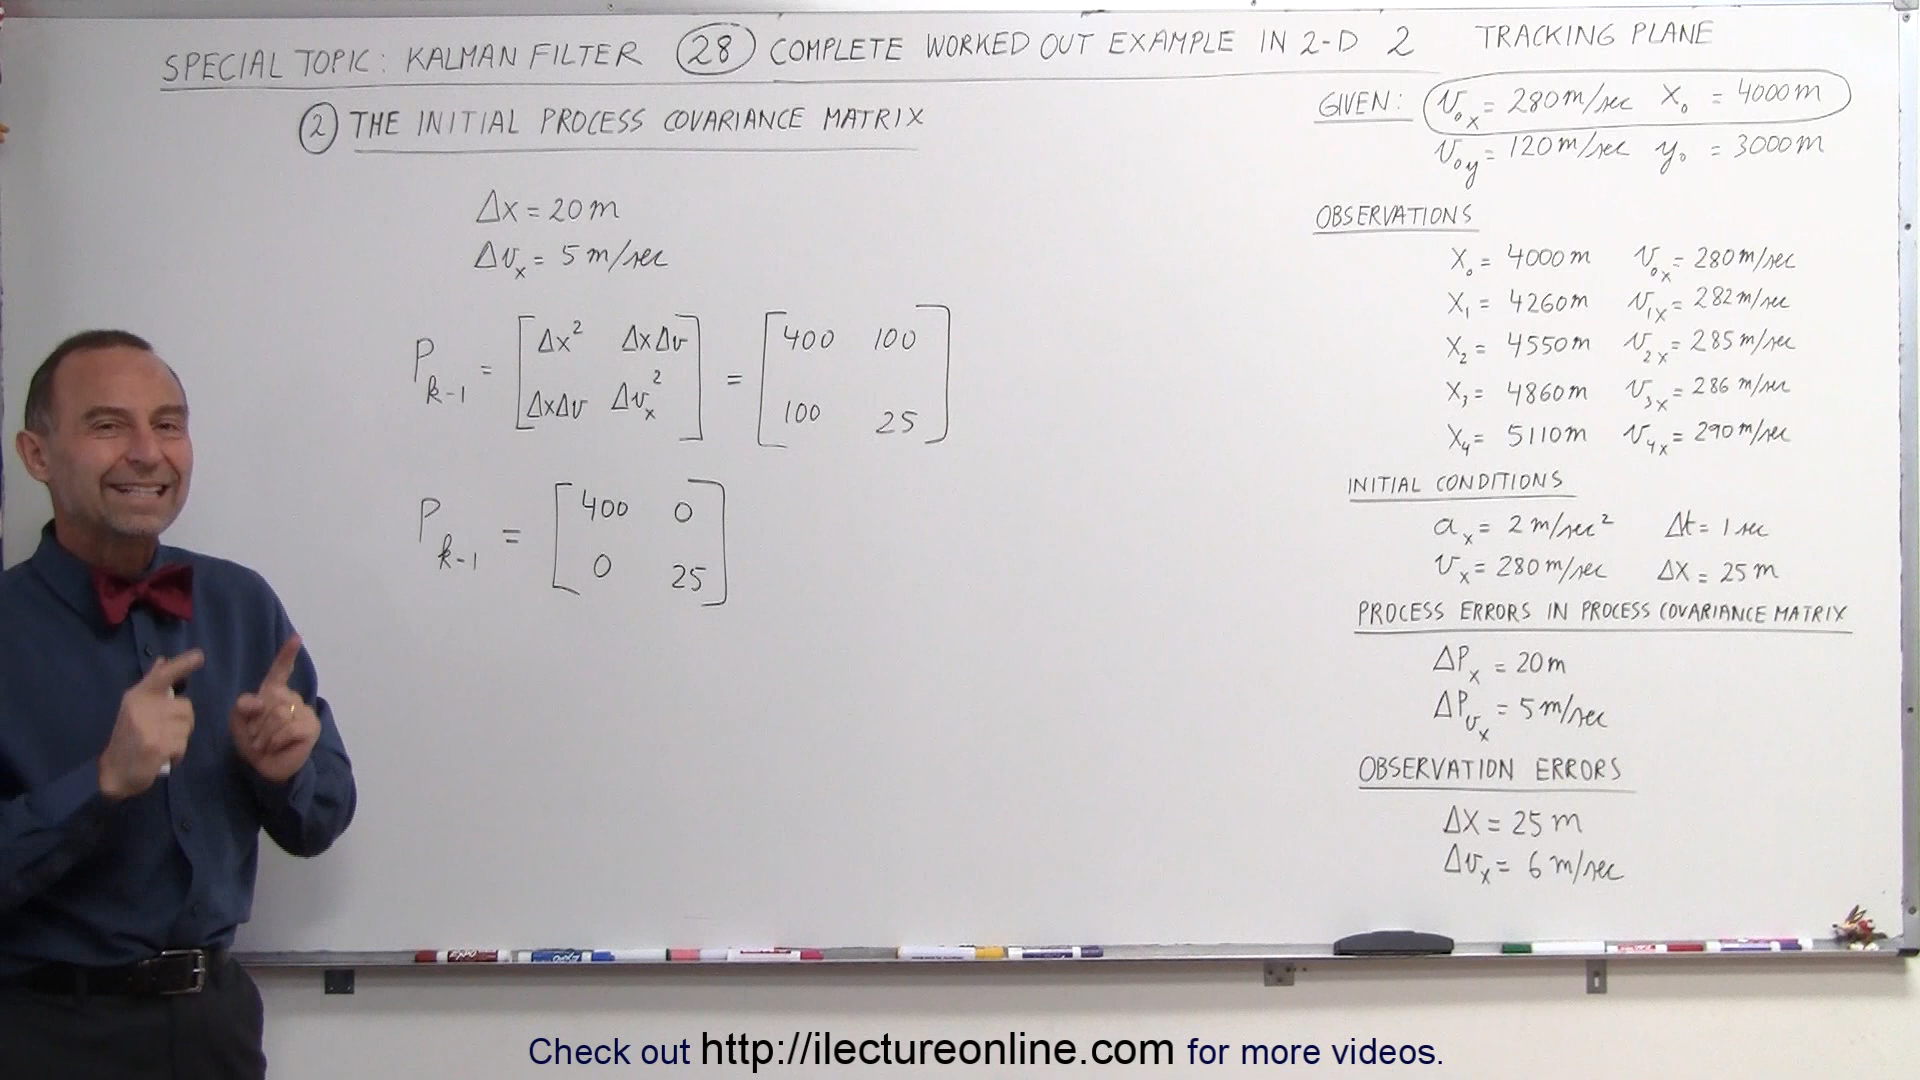 SPECIAL TOPIC: KALMAN FILTER 28 COMPLETE WORKED OUT EXAMPLE IN 2-D 2 TRACKING PLANE
2 THE INITIAL PROCESS COVARIANCE MATRIX
Δx = 20 m
Δvₓ = 5 m/sec
P k-1 = [ Δx² ΔxΔv ] = [ 400 100 ]
[ ΔxΔv Δvₓ² ] [ 100 25 ]
P k-1 = [ 400 0 ]
[ 0 25 ]
GIVEN: v₀ₓ = 280 m/sec x₀ = 4000 m
v₀y = 120 m/sec y₀ = 3000 m
OBSERVATIONS
X₀ = 4000 m v₀ₓ = 280 m/sec
X₁ = 4260 m v₁ₓ = 282 m/sec
X₂ = 4550 m v₂ₓ = 285 m/sec
X₃ = 4860 m v₃ₓ = 286 m/sec
X₄ = 5110 m v₄ₓ = 290 m/sec
INITIAL CONDITIONS
aₓ = 2 m/sec² Δt = 1 sec
vₓ = 280 m/sec ΔX = 25 m
PROCESS ERRORS IN PROCESS COVARIANCE MATRIX
ΔPₓ = 20 m
ΔPvₓ = 5 m/sec
OBSERVATION ERRORS
ΔX = 25 m
Δvₓ = 6 m/sec
EXPO
Check out http://ilectureonline.com for more videos.